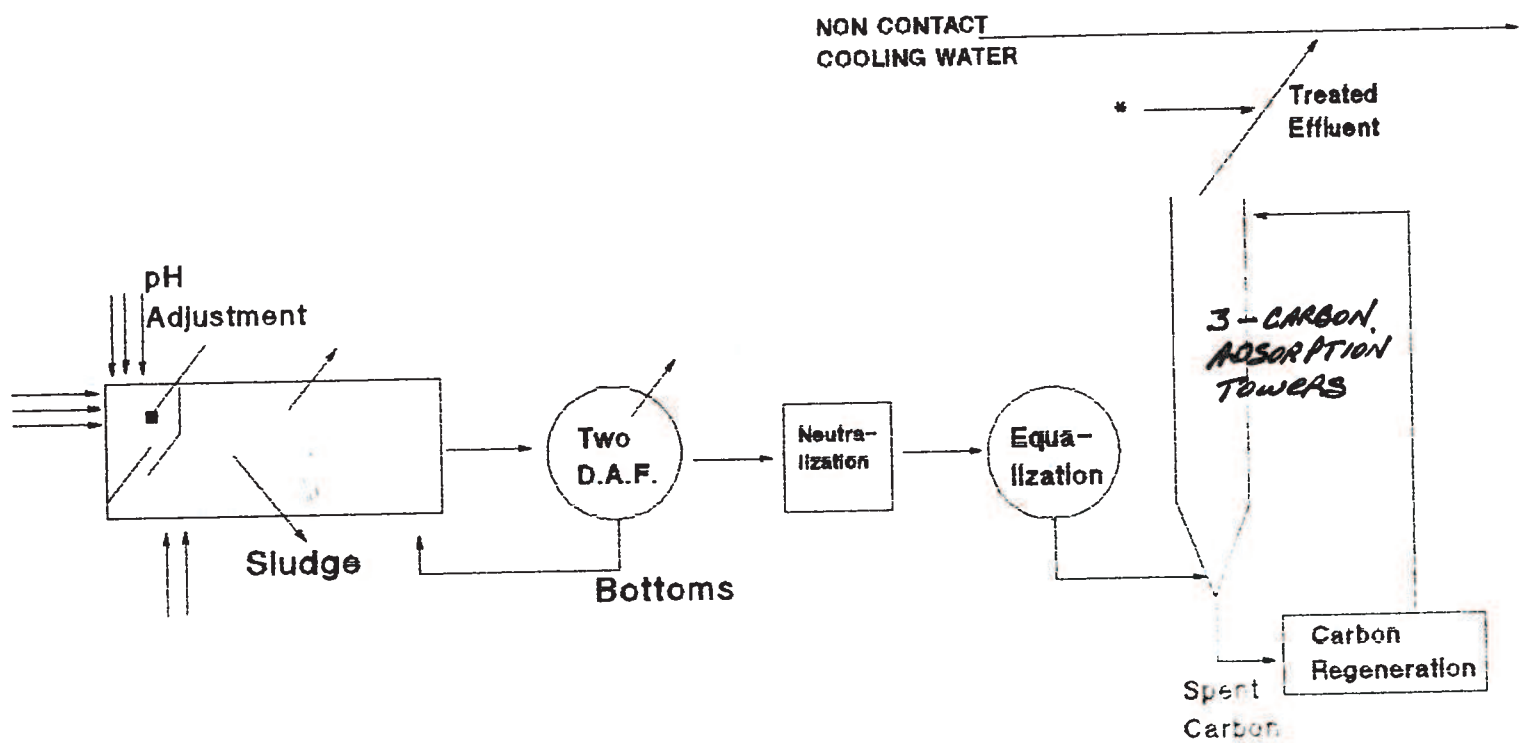 NON CONTACT
COOLING WATER
*
Treated
Effluent
pH
Adjustment
3 - CARBON
ADSORPTION
TOWERS
Two
D.A.F.
Neutra-
lization
Equa-
lization
Sludge
Bottoms
Carbon
Regeneration
Spent
Carbon